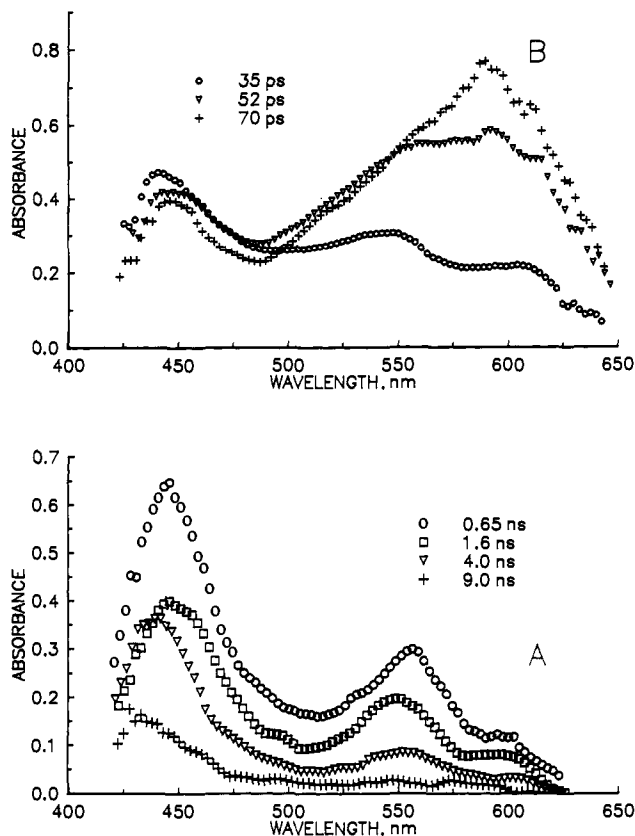 B
○ 35 ps
▽ 52 ps
+ 70 ps
ABSORBANCE
0.8
0.6
0.4
0.2
0.0
400 450 500 550 600 650
WAVELENGTH, nm
A
○ 0.65 ns
□ 1.6 ns
▽ 4.0 ns
+ 9.0 ns
ABSORBANCE
0.7
0.6
0.5
0.4
0.3
0.2
0.1
0.0
400 450 500 550 600 650
WAVELENGTH, nm